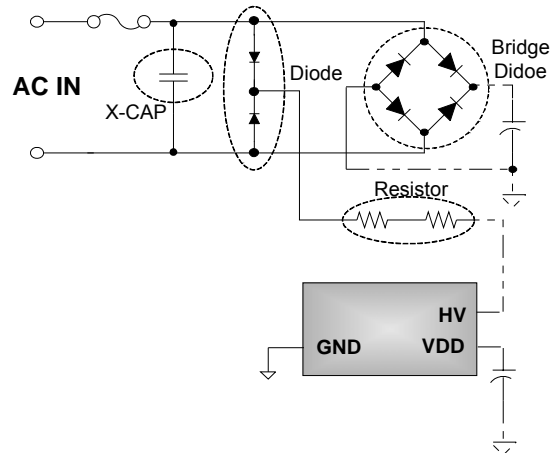 Bridge
Didoe
Diode
AC IN
X-CAP
Resistor
HV
GND
VDD